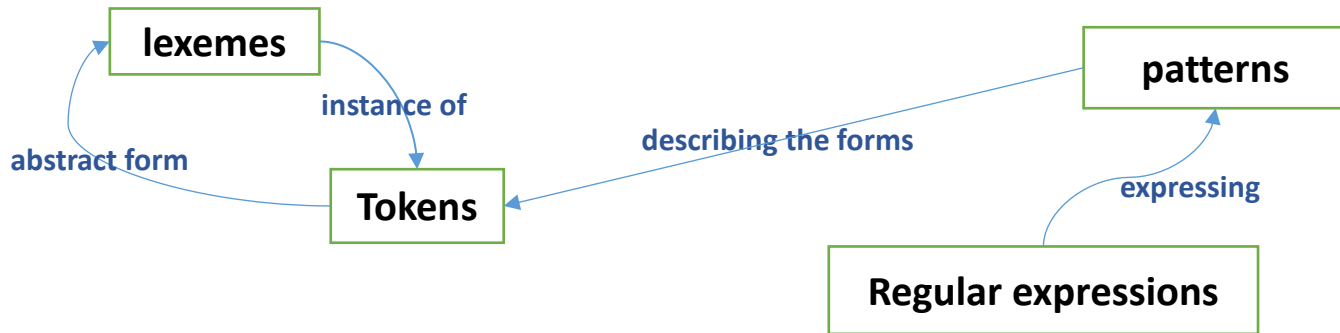 lexemes
patterns
instance of
describing the forms
abstract form
expressing
Tokens
Regular expressions